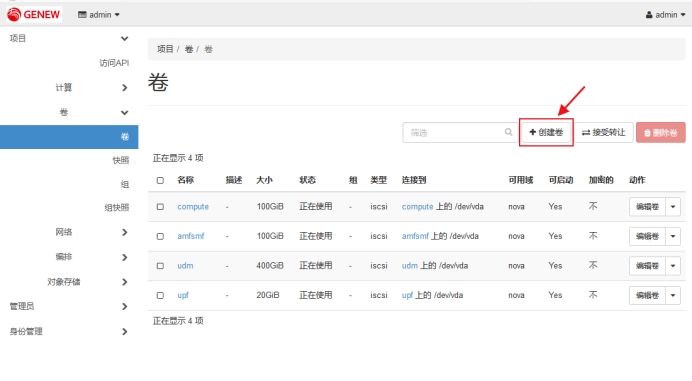 GENEW admin admin
项目
访问API
计算
卷
卷
快照
组
组快照
网络
编排
对象存储
管理员
身份管理
项目 / 卷 / 卷
卷
筛选 创建卷 接受转让 删除卷
正在显示 4 项
名称 描述 大小 状态 组 类型 连接到 可用域 可启动 加密的 动作
compute - 100GiB 正在使用 - iscsi compute 上的 /dev/vda nova Yes 不 编辑卷
amfsmf - 100GiB 正在使用 - iscsi amfsmf 上的 /dev/vda nova Yes 不 编辑卷
udm - 400GiB 正在使用 - iscsi udm 上的 /dev/vda nova Yes 不 编辑卷
upf - 20GiB 正在使用 - iscsi upf 上的 /dev/vda nova Yes 不 编辑卷
正在显示 4 项